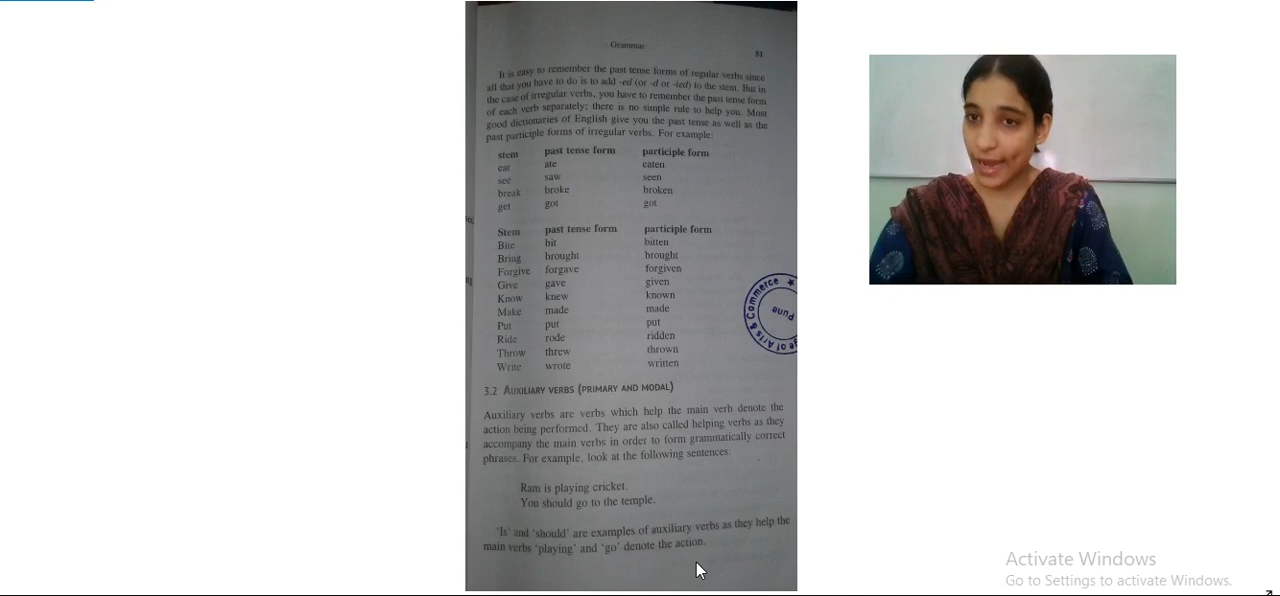 Grammar
81
It is easy to remember the past tense forms of regular verbs since
all that you have to do is to add -ed (or -d or -ied) to the stem. But in
the case of irregular verbs, you have to remember the past tense form
of each verb separately; there is no simple rule to help you. Most
good dictionaries of English give you the past tense as well as the
past participle forms of irregular verbs. For example:
stem past tense form participle form
eat ate eaten
see saw seen
break broke broken
get got got
Stem past tense form participle form
Bite bit bitten
Bring brought brought
Forgive forgave forgiven
Give gave given
Know knew known
Make made made
Put put put
Ride rode ridden
Throw threw thrown
Write wrote written
ge of Arts & Commerce ★
Pune
3.2 AUXILIARY VERBS (PRIMARY AND MODAL)
Auxiliary verbs are verbs which help the main verb denote the
action being performed. They are also called helping verbs as they
accompany the main verbs in order to form grammatically correct
phrases. For example, look at the following sentences:
Ram is playing cricket.
You should go to the temple.
'Is' and 'should' are examples of auxiliary verbs as they help the
main verbs 'playing' and 'go' denote the action.
Activate Windows
Go to Settings to activate Windows.